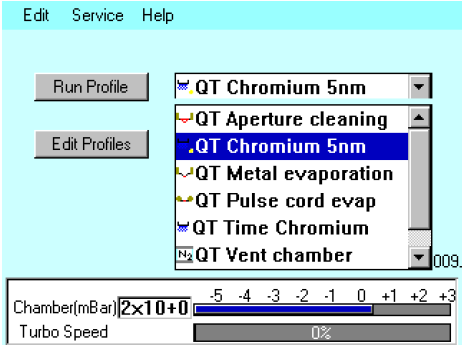 Edit Service Help
Run Profile
QT Chromium 5nm
QT Aperture cleaning
Edit Profiles
QT Chromium 5nm
QT Metal evaporation
QT Pulse cord evap
QT Time Chromium
N₂ QT Vent chamber
009.
-5 -4 -3 -2 -1 0 +1 +2 +3
Chamber(mBar) 2x10+0
Turbo Speed 0%